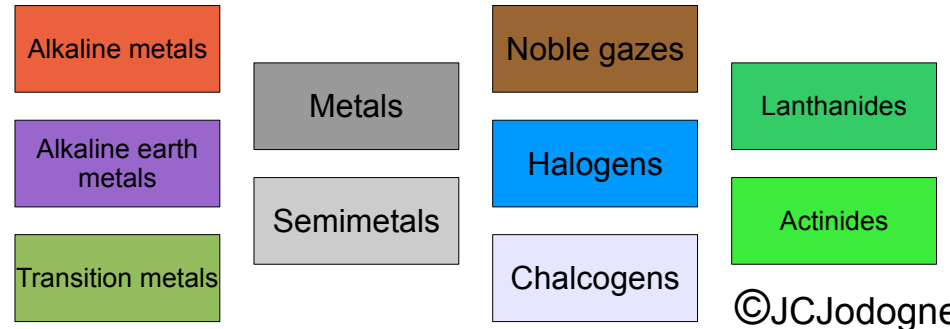 Alkaline metals
Alkaline earth
metals
Transition metals
Metals
Semimetals
Noble gazes
Halogens
Chalcogens
Lanthanides
Actinides
©JCJodogne